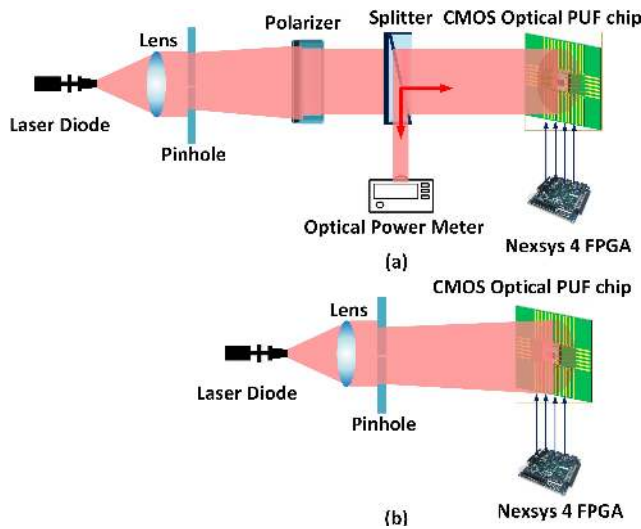 Polarizer
Splitter
CMOS Optical PUF chip
Lens
Laser Diode
Pinhole
Optical Power Meter
Nexsys 4 FPGA
(a)
CMOS Optical PUF chip
Lens
Laser Diode
Pinhole
Nexsys 4 FPGA
(b)